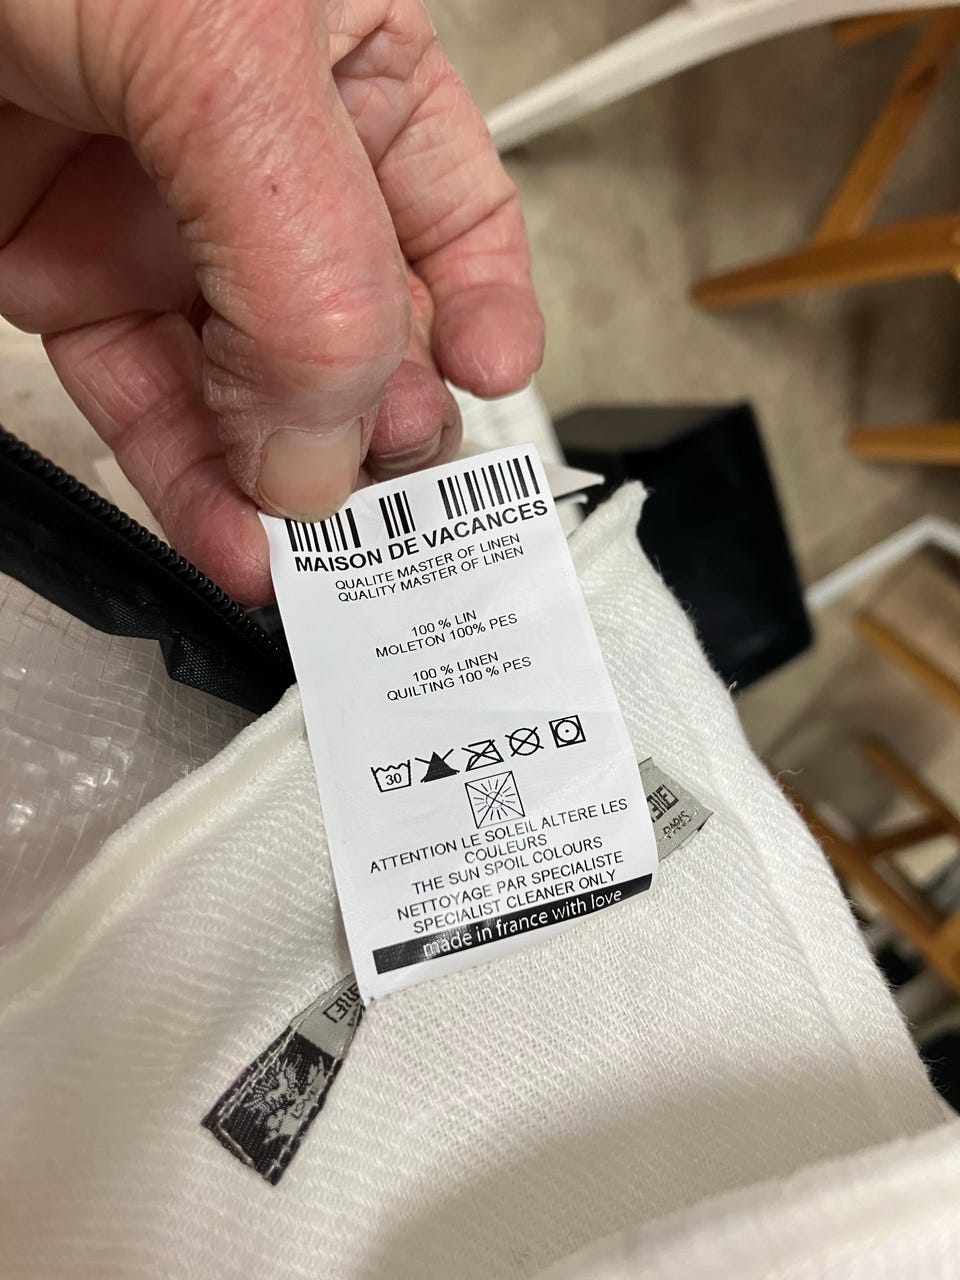 MAISON DE VACANCES
QUALITE MASTER OF LINEN
QUALITY MASTER OF LINEN
100 % LIN
MOLETON 100% PES
100 % LINEN
QUILTING 100 % PES
30
ATTENTION LE SOLEIL ALTERE LES
COULEURS
THE SUN SPOIL COLOURS
NETTOYAGE PAR SPECIALISTE
SPECIALIST CLEANER ONLY
made in france with love
PARIS